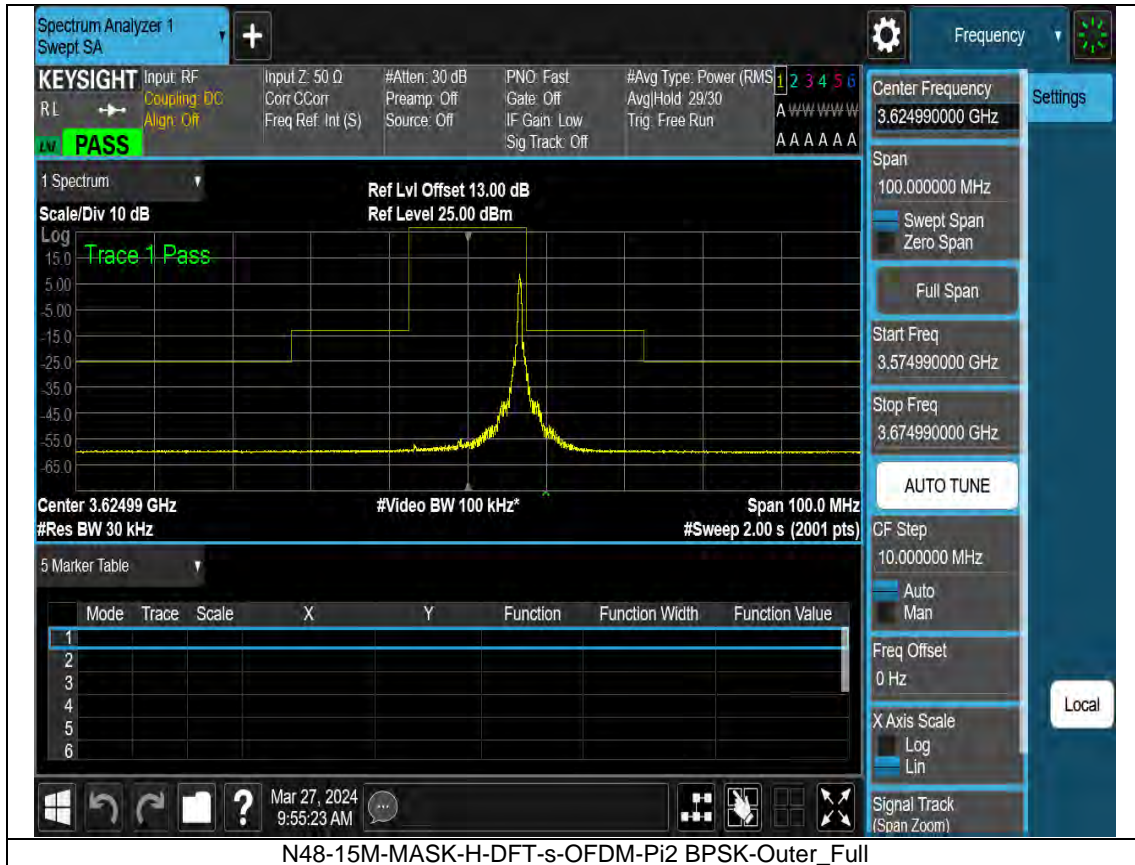 Spectrum Analyzer 1
Swept SA
Frequency
KEYSIGHT
RL
PASS
Input: RF
Coupling: DC
Align: Off
Input Z: 50 Ω
Corr CCorr
Freq Ref: Int (S)
#Atten: 30 dB
Preamp: Off
Source: Off
PNO: Fast
Gate: Off
IF Gain: Low
Sig Track: Off
#Avg Type: Power (RMS
Avg|Hold: 29/30
Trig: Free Run
1 2 3 4 5 6
A W W W W W
A A A A A A
Center Frequency
3.624990000 GHz
Settings
Span
100.000000 MHz
Swept Span
Zero Span
Full Span
Start Freq
3.574990000 GHz
Stop Freq
3.674990000 GHz
AUTO TUNE
CF Step
10.000000 MHz
Auto
Man
Freq Offset
0 Hz
X Axis Scale
Log
Lin
Local
Signal Track
(Span Zoom)
1 Spectrum
Scale/Div 10 dB
Ref Lvl Offset 13.00 dB
Ref Level 25.00 dBm
Log
Trace 1 Pass
15.0
5.00
-5.00
-15.0
-25.0
-35.0
-45.0
-55.0
-65.0
Center 3.62499 GHz
#Video BW 100 kHz*
Span 100.0 MHz
#Res BW 30 kHz
#Sweep 2.00 s (2001 pts)
5 Marker Table
Mode Trace Scale X Y Function Function Width Function Value
1
2
3
4
5
6
?
Mar 27, 2024
9:55:23 AM
N48-15M-MASK-H-DFT-s-OFDM-Pi2 BPSK-Outer_Full